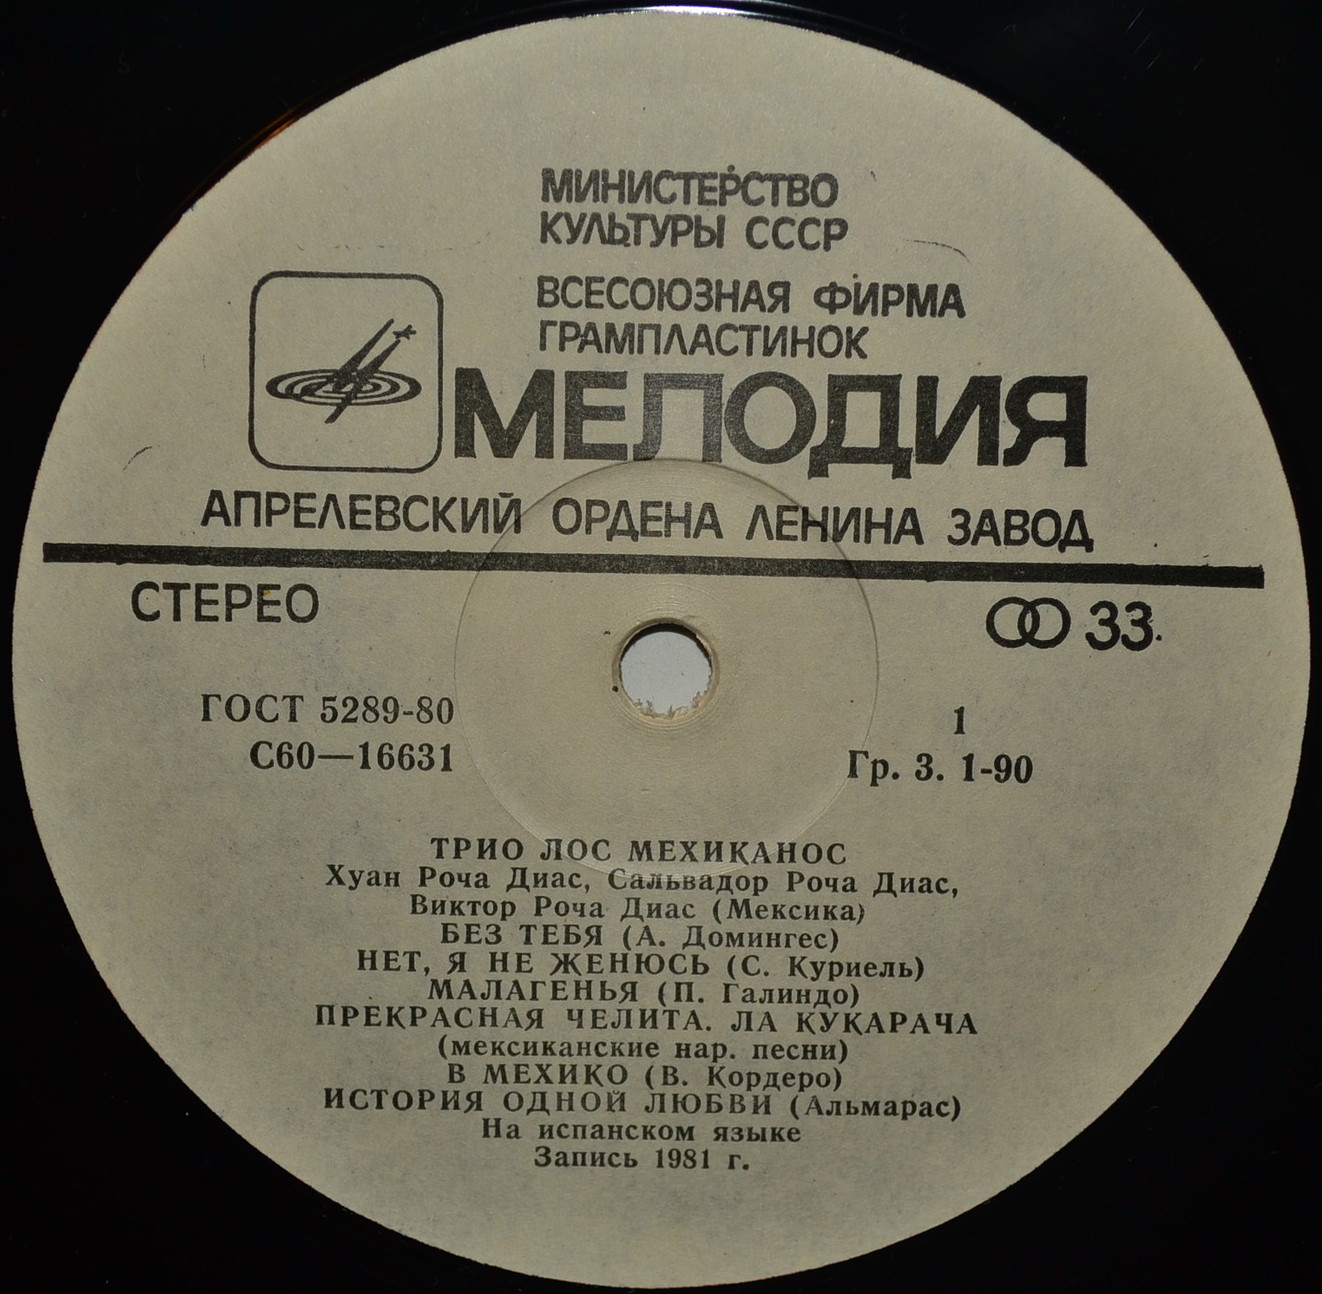 МИНИСТЕРСТВО
КУЛЬТУРЫ СССР
ВСЕСОЮЗНАЯ ФИРМА
ГРАМПЛАСТИНОК
МЕЛОДИЯ
АПРЕЛЕВСКИЙ ОРДЕНА ЛЕНИНА ЗАВОД
СТЕРЕО
33
ГОСТ 5289-80
С60—16631
1
Гр. 3. 1-90
ТРИО ЛОС МЕХИКАНОС
Хуан Роча Диас, Сальвадор Роча Диас,
Виктор Роча Диас (Мексика)
БЕЗ ТЕБЯ (А. Домингес)
НЕТ, Я НЕ ЖЕНЮСЬ (С. Куриель)
МАЛАГЕНЬЯ (П. Галиндо)
ПРЕКРАСНАЯ ЧЕЛИТА. ЛА КУКАРАЧА
(мексиканские нар. песни)
В МЕХИКО (В. Кордеро)
ИСТОРИЯ ОДНОЙ ЛЮБВИ (Альмарас)
На испанском языке
Запись 1981 г.